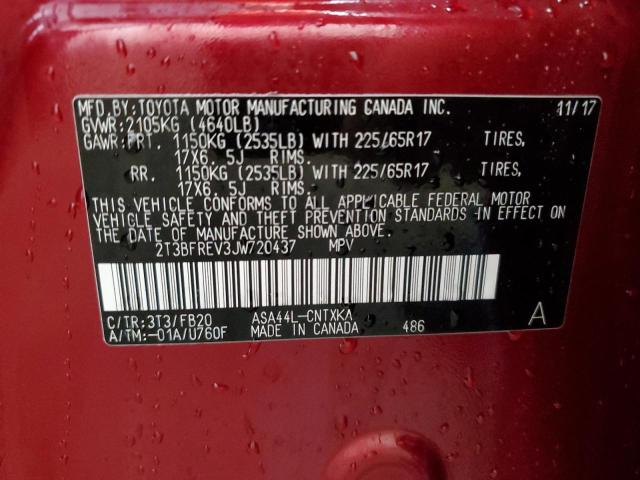 MFD.BY:TOYOTA MOTOR MANUFACTURING CANADA INC. 11/17
GVWR:2105KG (4640LB)
GAWR:FRT. 1150KG (2535LB) WITH 225/65R17 TIRES,
17X6. 5J RIMS.
RR. 1150KG (2535LB) WITH 225/65R17 TIRES,
17X6. 5J RIMS.
THIS VEHICLE CONFORMS TO ALL APPLICABLE FEDERAL MOTOR
VEHICLE SAFETY AND THEFT PREVENTION STANDARDS IN EFFECT ON
THE DATE OF MANUFACTURE SHOWN ABOVE.
2T3BFREV3JW720437 MPV
C/TR:3T3/FB20 ASA44L-CNTXKA
A/TM:-01A/U760F MADE IN CANADA 486 A